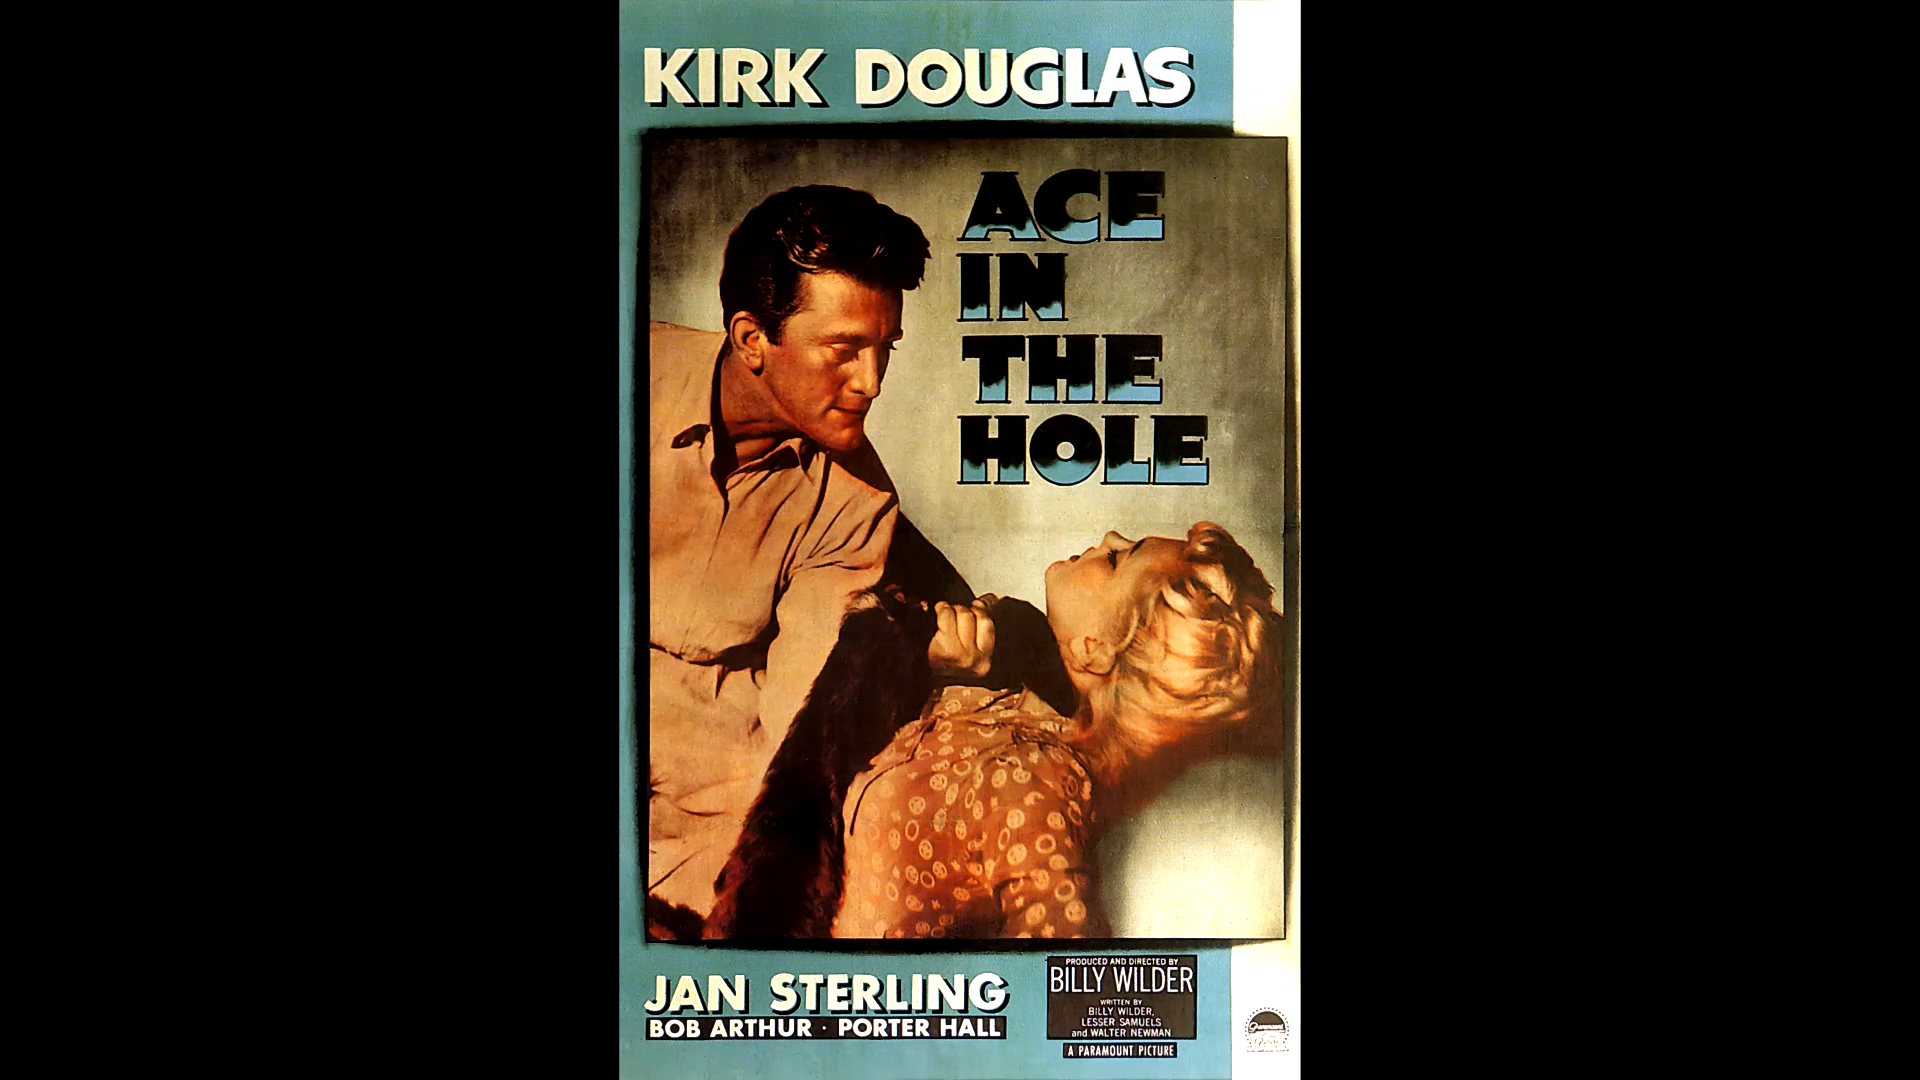 KIRK DOUGLAS
ACE
IN
THE
HOLE
JAN STERLING
BOB ARTHUR · PORTER HALL
PRODUCED AND DIRECTED BY
BILLY WILDER
WRITTEN BY
BILLY WILDER,
LESSER SAMUELS
and WALTER NEWMAN
A PARAMOUNT PICTURE
Paramount